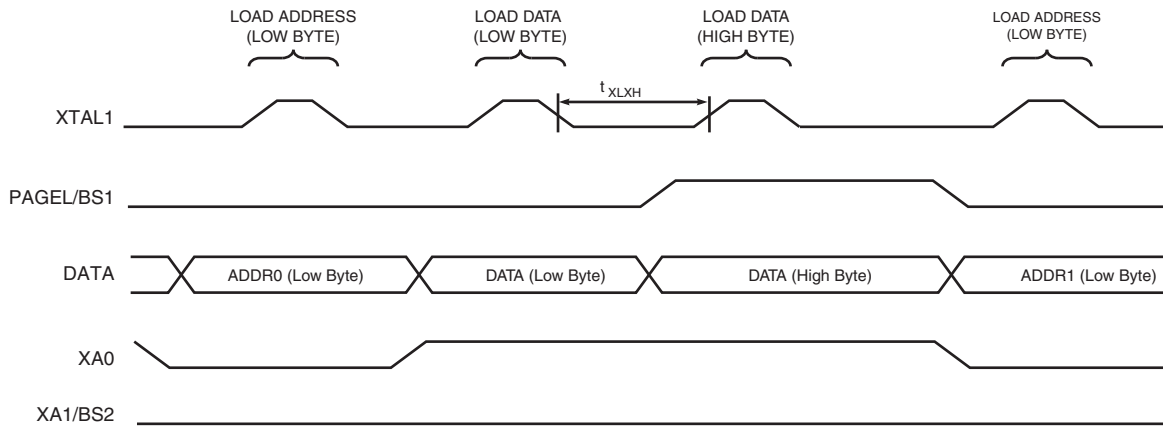 LOAD ADDRESS
(LOW BYTE)
LOAD DATA
(LOW BYTE)
LOAD DATA
(HIGH BYTE)
LOAD ADDRESS
(LOW BYTE)
t XLXH
XTAL1
PAGEL/BS1
DATA
ADDR0 (Low Byte)
DATA (Low Byte)
DATA (High Byte)
ADDR1 (Low Byte)
XA0
XA1/BS2